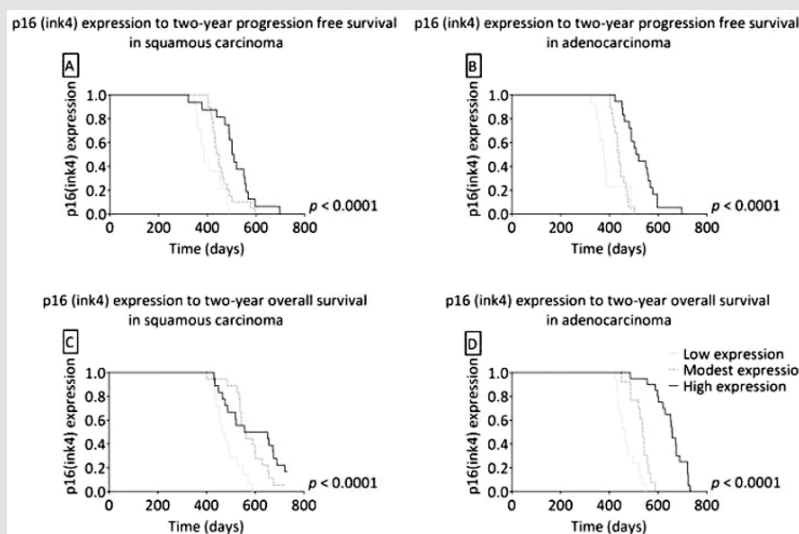 p16 (ink4) expression to two-year progression free survival
in squamous carcinoma
A
p16(ink4) expression
1.0
0.8
0.6
0.4
0.2
0.0
0 200 400 600 800
Time (days)
p < 0.0001
p16 (ink4) expression to two-year progression free survival
in adenocarcinoma
B
p16(ink4) expression
1.0
0.8
0.6
0.4
0.2
0.0
0 200 400 600 800
Time (days)
p < 0.0001
p16 (ink4) expression to two-year overall survival
in squamous carcinoma
C
p16(ink4) expression
1.0
0.8
0.6
0.4
0.2
0.0
0 200 400 600 800
Time (days)
p < 0.0001
p16 (ink4) expression to two-year overall survival
in adenocarcinoma
D
p16(ink4) expression
1.0
0.8
0.6
0.4
0.2
0.0
0 200 400 600 800
Time (days)
p < 0.0001
Low expression
Modest expressio
High expression